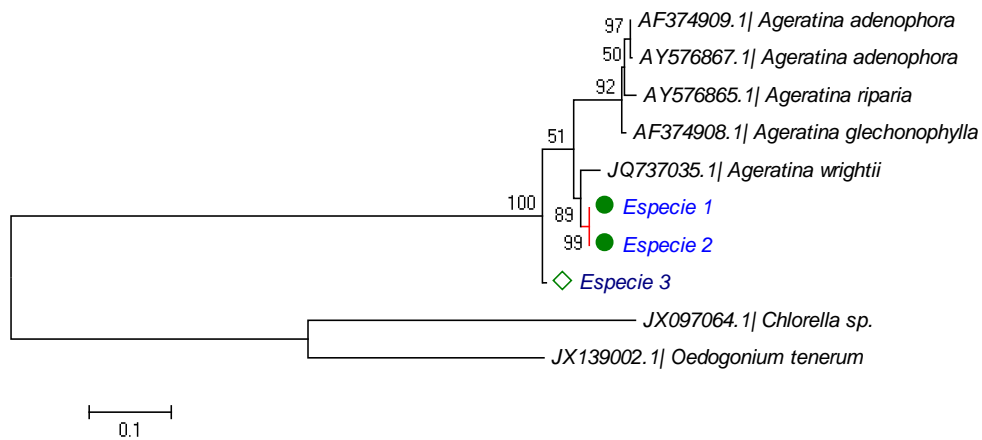 97
AF374909.1| Ageratina adenophora
50
AY576867.1| Ageratina adenophora
92
AY576865.1| Ageratina riparia
AF374908.1| Ageratina glechonophylla
51
JQ737035.1| Ageratina wrightii
100
89
Especie 1
99
Especie 2
Especie 3
JX097064.1| Chlorella sp.
JX139002.1| Oedogonium tenerum
0.1